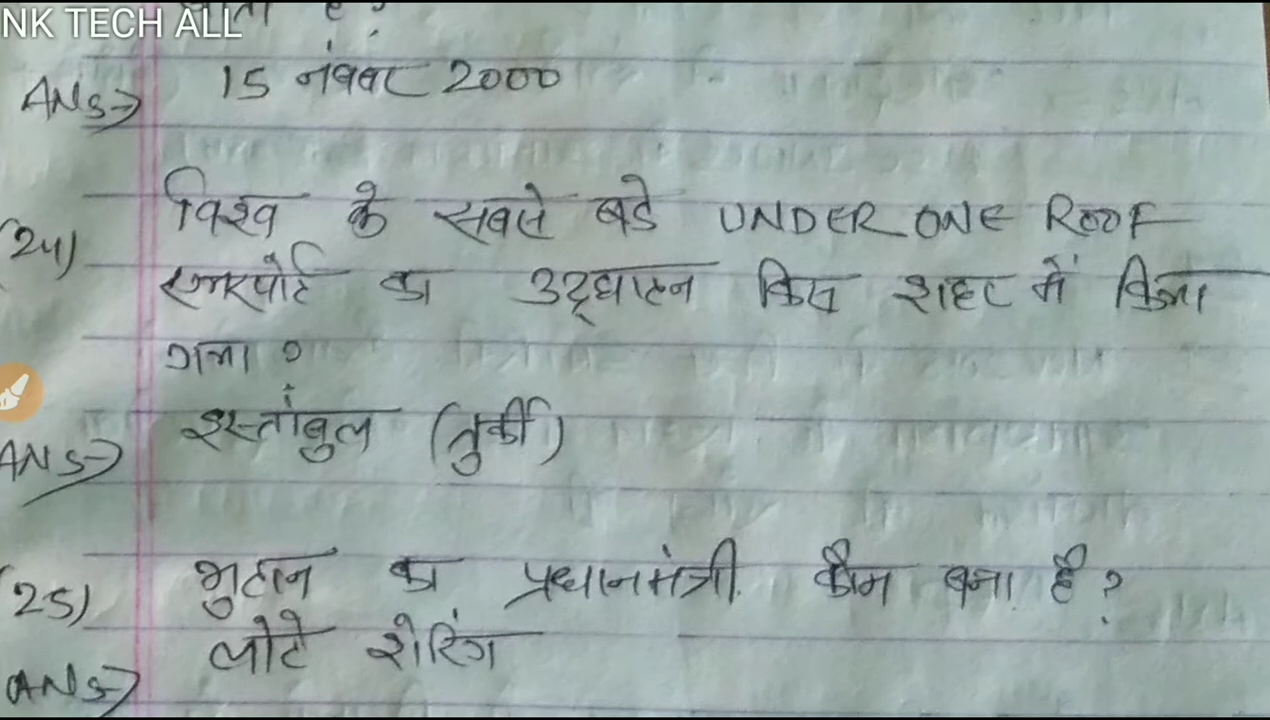 NK TECH ALL
है?
ANS→ 15 नंवबर 2000
(24) विश्व के सबसे बडे UNDER ONE ROOF
एयरपोर्ट का उद्घाटन किस शहर में किया
गया ?
ANS→ इस्तांबुल (तुर्की)
(25) भुटान का प्रधानमंत्री. कौन बना है ?
ANS→ लोटे शेरिंग